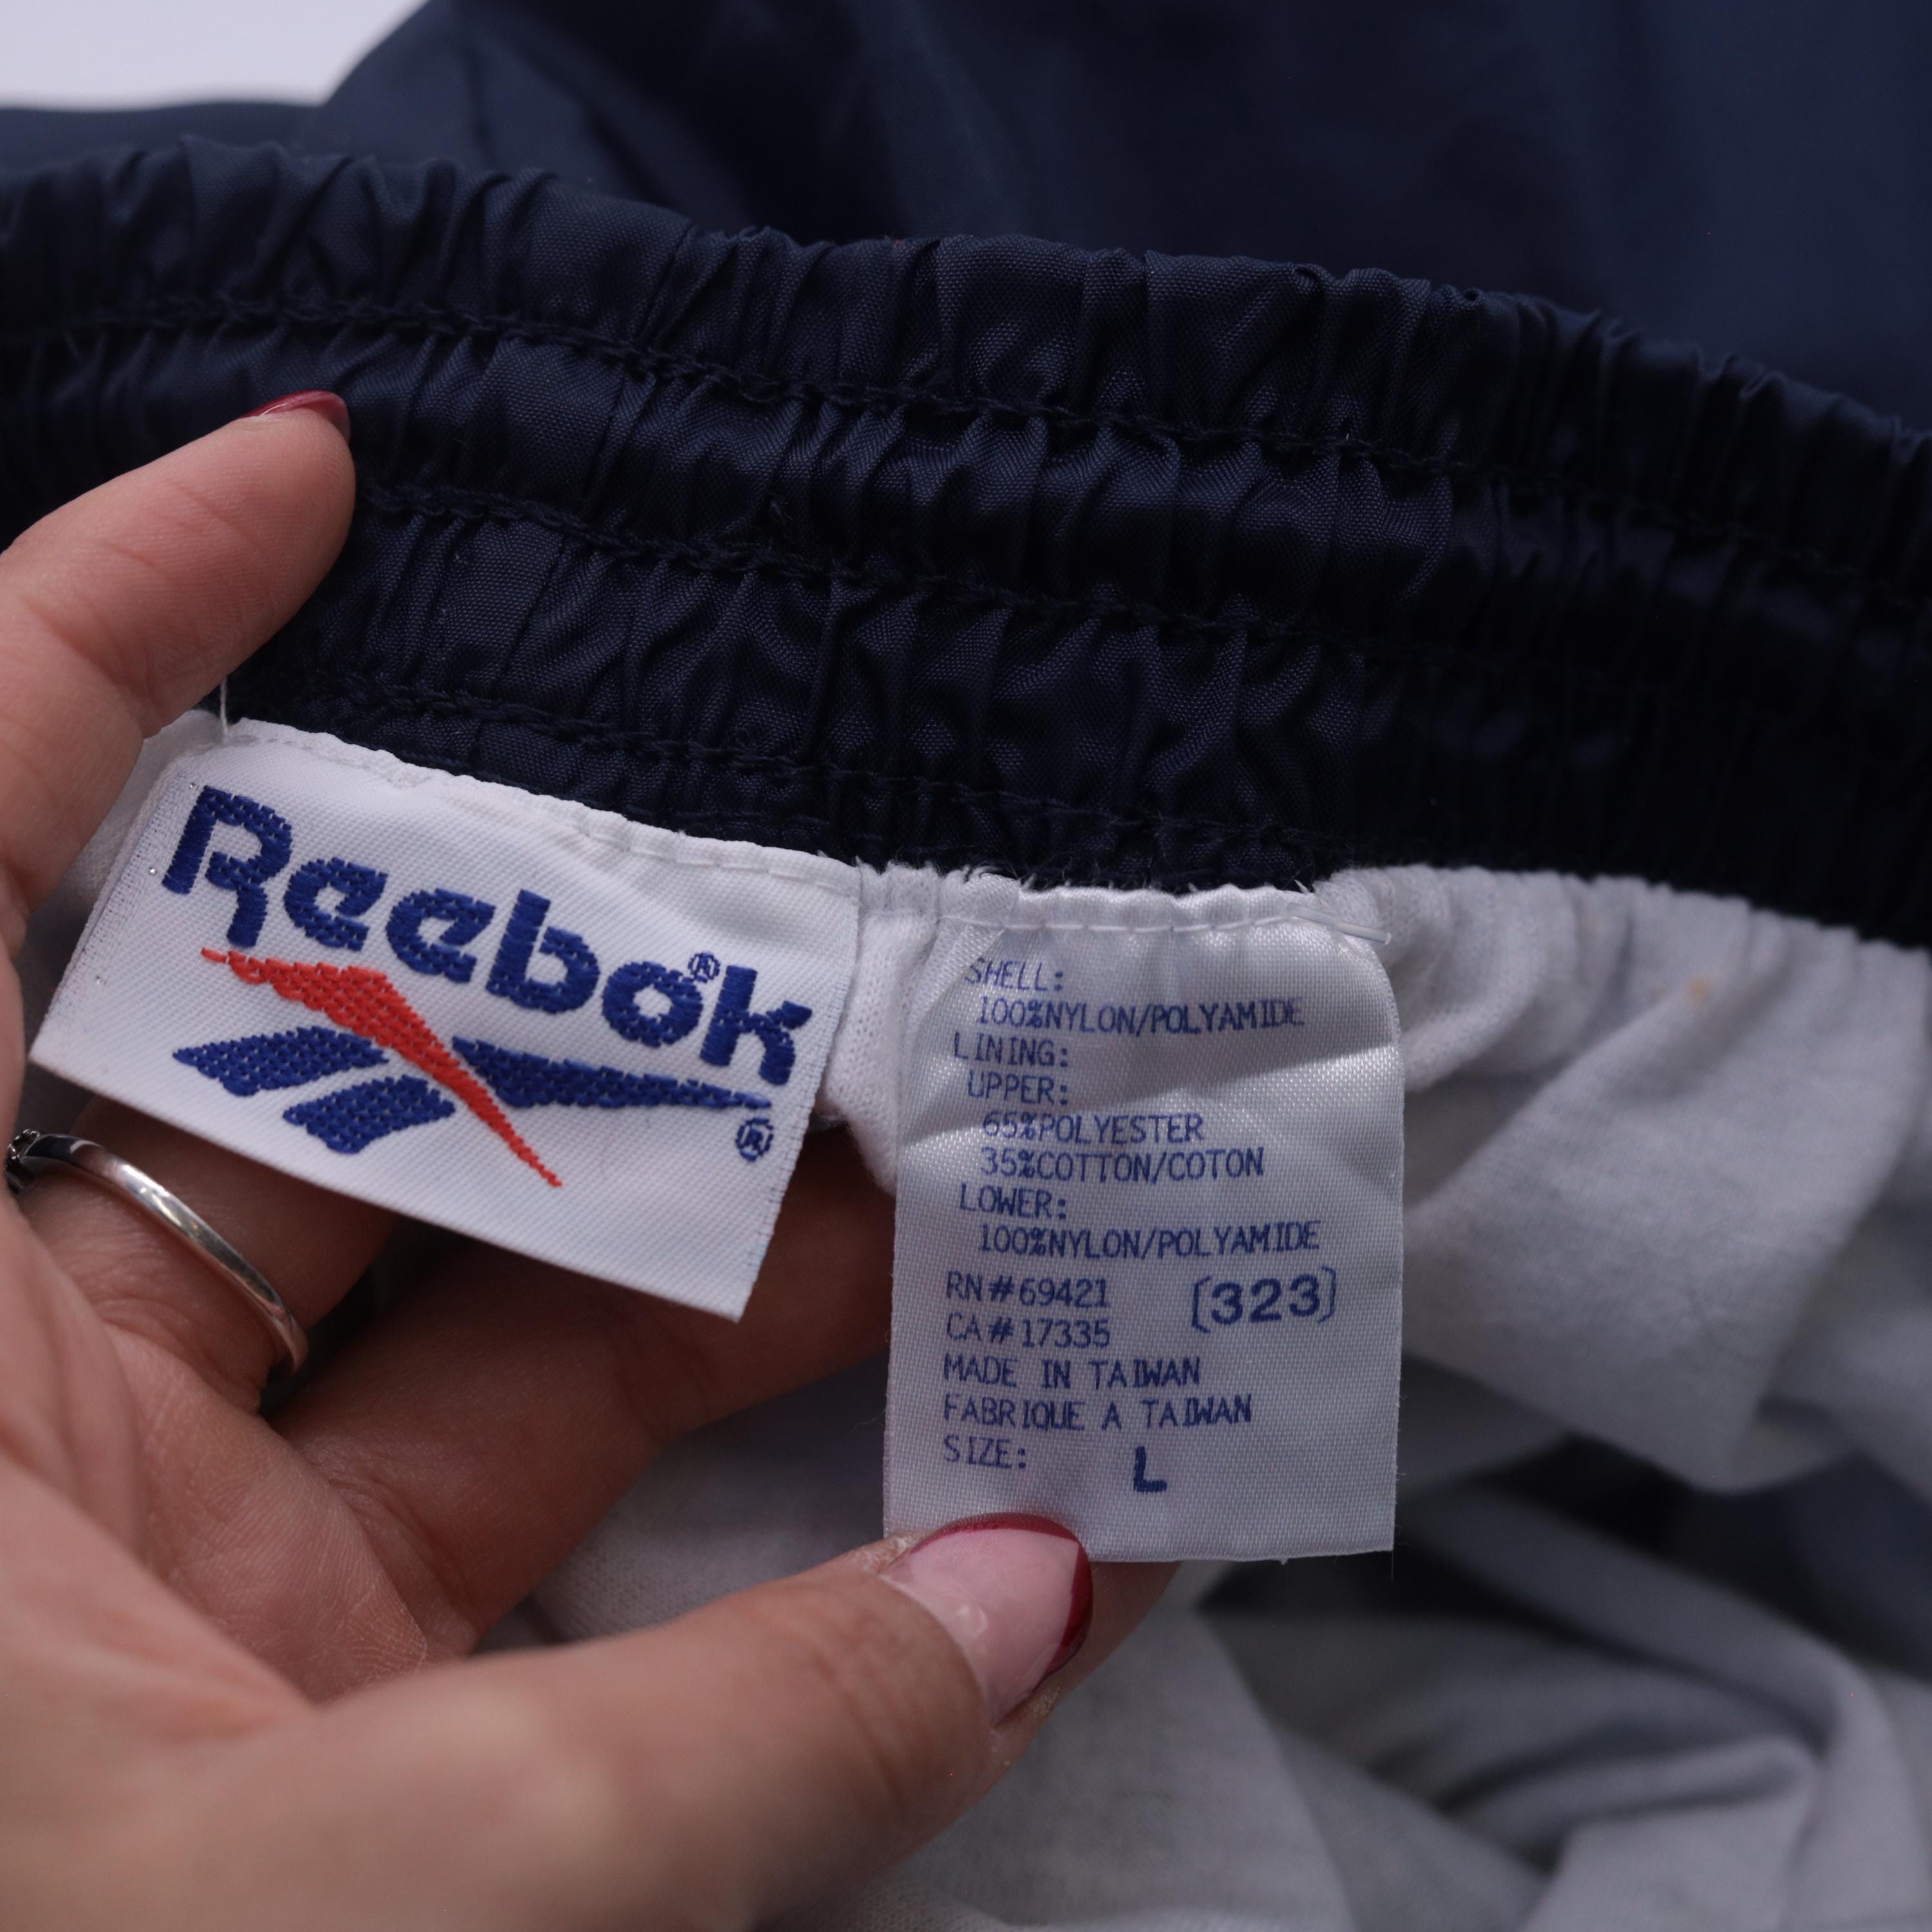 Reebok®
®
SHELL:
100%NYLON/POLYAMIDE
LINING:
UPPER:
65%POLYESTER
35%COTTON/COTON
LOWER:
100%NYLON/POLYAMIDE
RN#69421 (323)
CA#17335
MADE IN TAIWAN
FABRIQUE A TAIWAN
SIZE: L